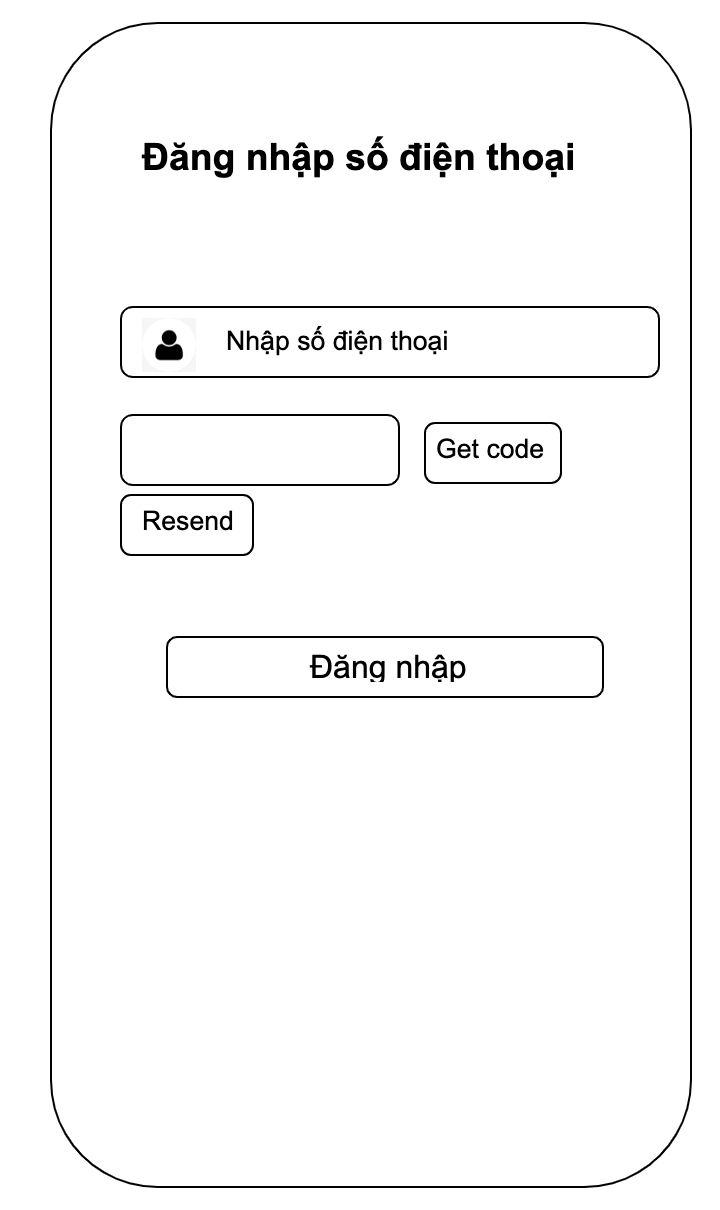 Đăng nhập số điện thoại
Nhập số điện thoại
Get code
Resend
Đăng nhập